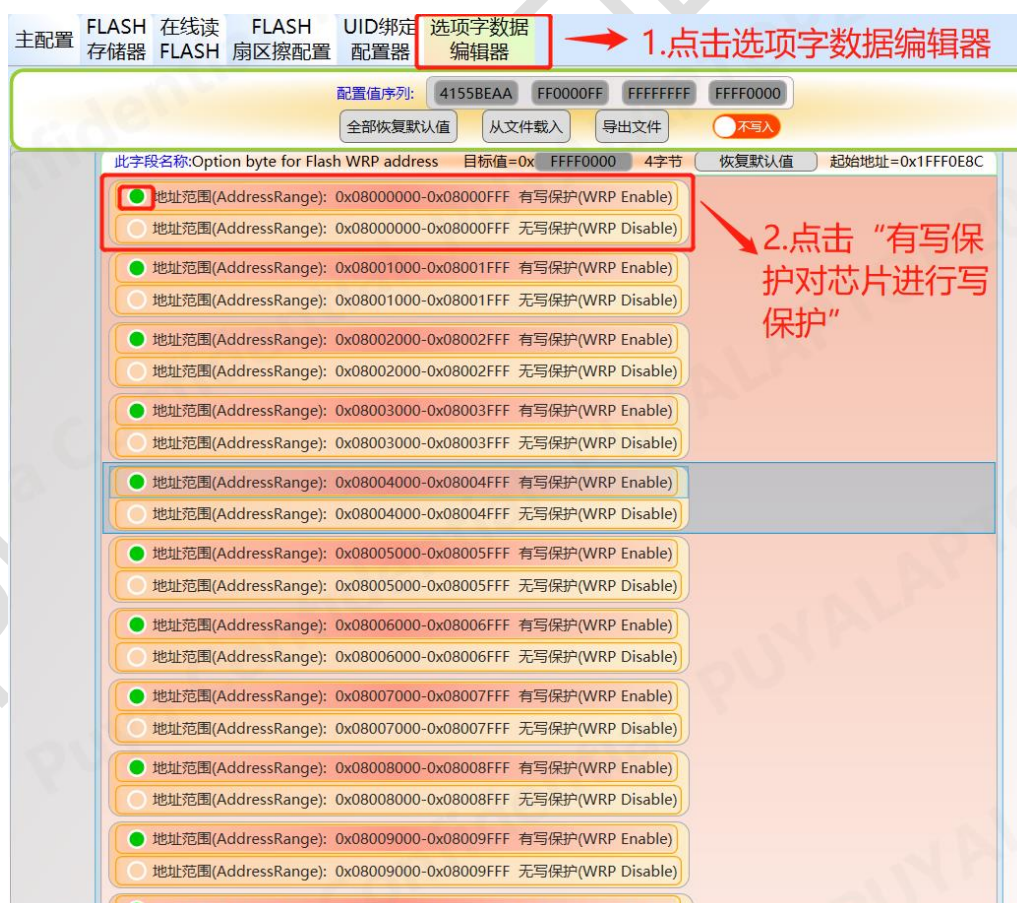 主配置
FLASH
存储器
在线读
FLASH
FLASH
扇区擦配置
UID绑定
配置器
选项字数据
编辑器
1.点击选项字数据编辑器
配置值序列: 4155BEAA FF0000FF FFFFFFFF FFFF0000
全部恢复默认值 从文件载入 导出文件 不写入
此字段名称:Option byte for Flash WRP address 目标值=0x FFFF0000 4字节 恢复默认值 起始地址=0x1FFF0E8C
地址范围(AddressRange): 0x08000000-0x08000FFF 有写保护(WRP Enable)
地址范围(AddressRange): 0x08000000-0x08000FFF 无写保护(WRP Disable)
2.点击“有写保
护对芯片进行写
保护”
地址范围(AddressRange): 0x08001000-0x08001FFF 有写保护(WRP Enable)
地址范围(AddressRange): 0x08001000-0x08001FFF 无写保护(WRP Disable)
地址范围(AddressRange): 0x08002000-0x08002FFF 有写保护(WRP Enable)
地址范围(AddressRange): 0x08002000-0x08002FFF 无写保护(WRP Disable)
地址范围(AddressRange): 0x08003000-0x08003FFF 有写保护(WRP Enable)
地址范围(AddressRange): 0x08003000-0x08003FFF 无写保护(WRP Disable)
地址范围(AddressRange): 0x08004000-0x08004FFF 有写保护(WRP Enable)
地址范围(AddressRange): 0x08004000-0x08004FFF 无写保护(WRP Disable)
地址范围(AddressRange): 0x08005000-0x08005FFF 有写保护(WRP Enable)
地址范围(AddressRange): 0x08005000-0x08005FFF 无写保护(WRP Disable)
地址范围(AddressRange): 0x08006000-0x08006FFF 有写保护(WRP Enable)
地址范围(AddressRange): 0x08006000-0x08006FFF 无写保护(WRP Disable)
地址范围(AddressRange): 0x08007000-0x08007FFF 有写保护(WRP Enable)
地址范围(AddressRange): 0x08007000-0x08007FFF 无写保护(WRP Disable)
地址范围(AddressRange): 0x08008000-0x08008FFF 有写保护(WRP Enable)
地址范围(AddressRange): 0x08008000-0x08008FFF 无写保护(WRP Disable)
地址范围(AddressRange): 0x08009000-0x08009FFF 有写保护(WRP Enable)
地址范围(AddressRange): 0x08009000-0x08009FFF 无写保护(WRP Disable)